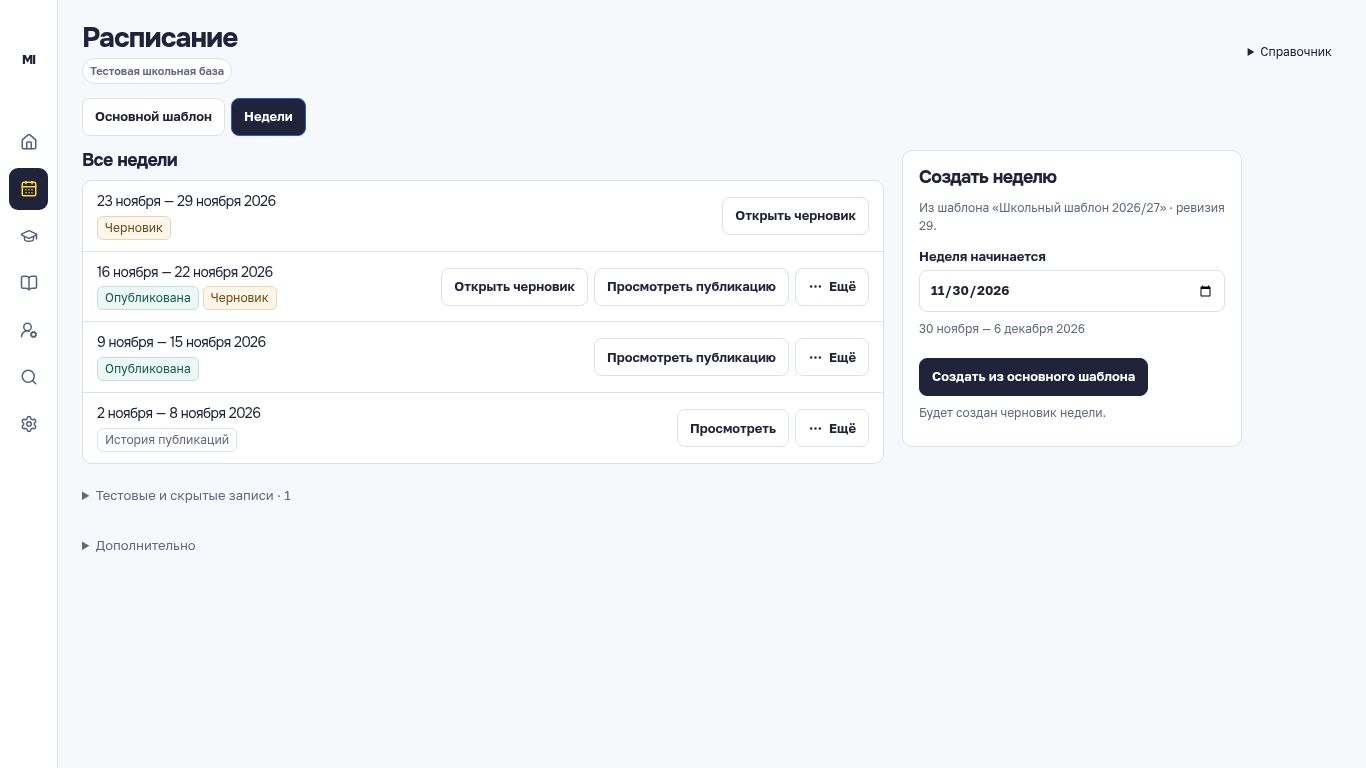 MI
Расписание
Тестовая школьная база
Справочник
Основной шаблон
Недели
Все недели
23 ноября — 29 ноября 2026
Черновик
Открыть черновик
16 ноября — 22 ноября 2026
Опубликована
Черновик
Открыть черновик
Просмотреть публикацию
··· Ещё
9 ноября — 15 ноября 2026
Опубликована
Просмотреть публикацию
··· Ещё
2 ноября — 8 ноября 2026
История публикаций
Просмотреть
··· Ещё
Тестовые и скрытые записи · 1
Дополнительно
Создать неделю
Из шаблона «Школьный шаблон 2026/27» · ревизия
29.
Неделя начинается
11/30/2026
30 ноября — 6 декабря 2026
Создать из основного шаблона
Будет создан черновик недели.